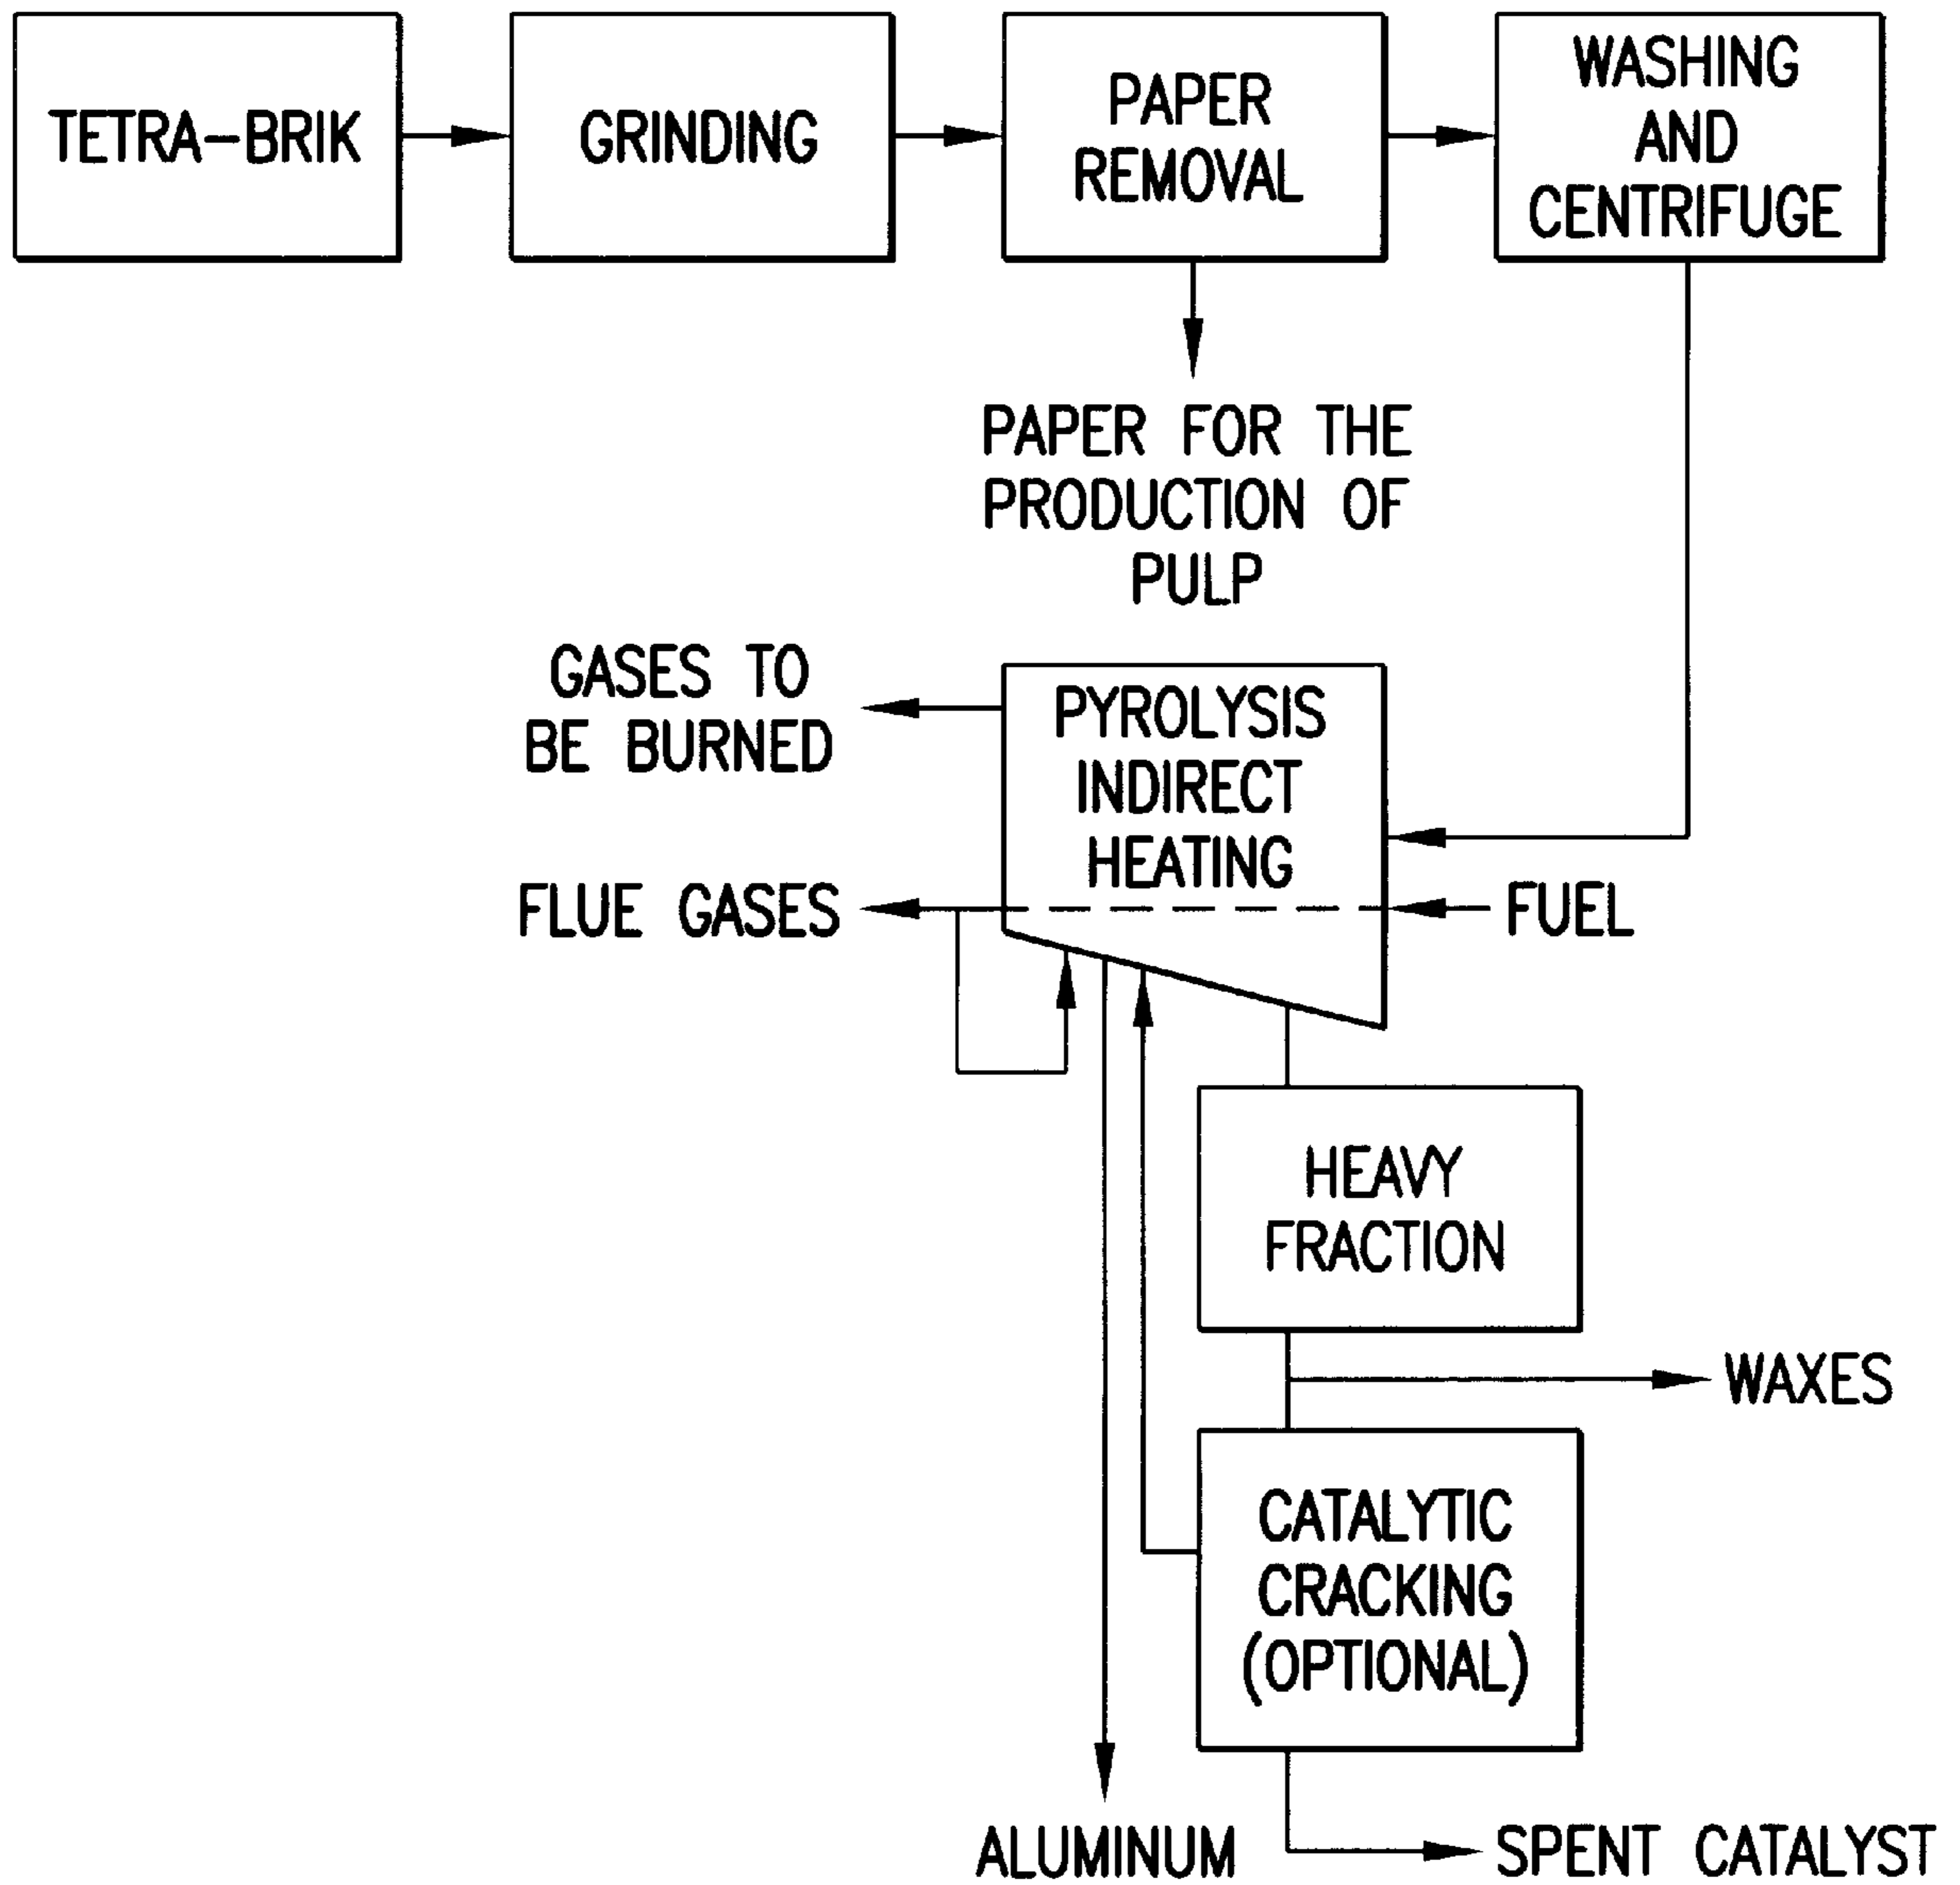 TETRA-BRIK
GRINDING
PAPER
REMOVAL
WASHING
AND
CENTRIFUGE
PAPER FOR THE
PRODUCTION OF
PULP
GASES TO
BE BURNED
PYROLYSIS
INDIRECT
HEATING
FLUE GASES
FUEL
HEAVY
FRACTION
WAXES
CATALYTIC
CRACKING
(OPTIONAL)
ALUMINUM
SPENT CATALYST